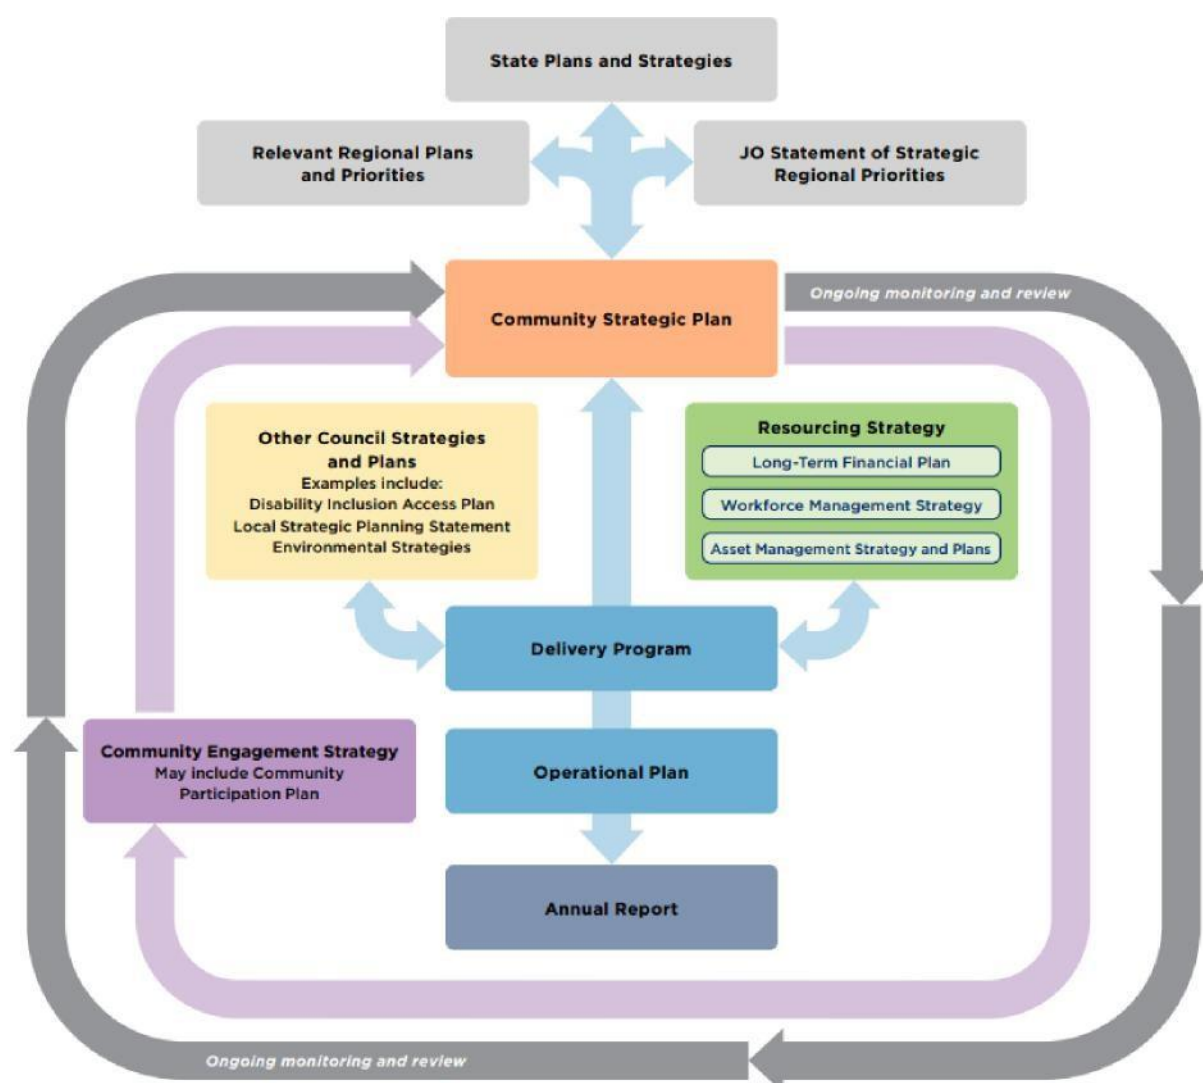 State Plans and Strategies
Relevant Regional Plans
and Priorities
JO Statement of Strategic
Regional Priorities
Community Strategic Plan
Ongoing monitoring and review
Other Council Strategies
and Plans
Examples include:
Disability Inclusion Access Plan
Local Strategic Planning Statement
Environmental Strategies
Resourcing Strategy
Long-Term Financial Plan
Workforce Management Strategy
Asset Management Strategy and Plans
Delivery Program
Community Engagement Strategy
May include Community
Participation Plan
Operational Plan
Annual Report
Ongoing monitoring and review